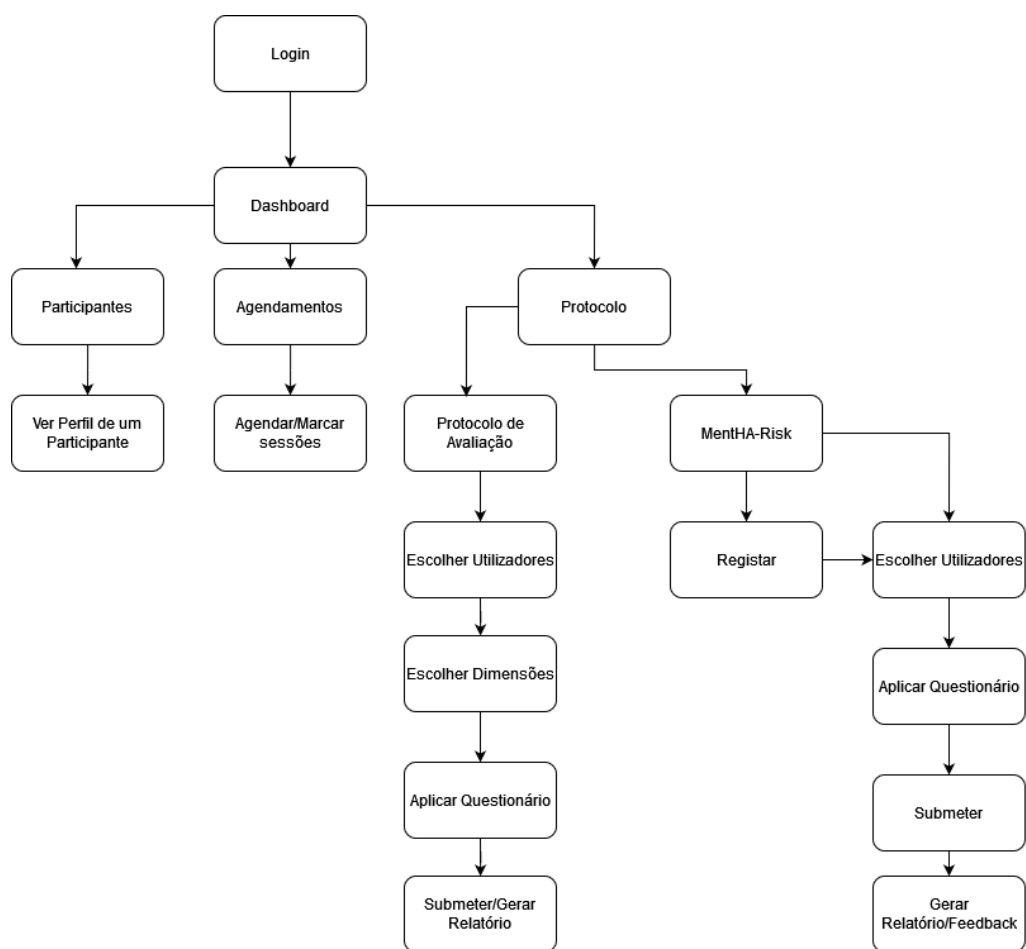 Login
Dashboard
Participantes
Agendamentos
Protocolo
Ver Perfil de um
Participante
Agendar/Marcar
sessões
Protocolo de
Avaliação
MentHA-Risk
Escolher Utilizadores
Registar
Escolher Utilizadores
Escolher Dimensões
Aplicar Questionário
Aplicar Questionário
Submeter
Submeter/Gerar
Relatório
Gerar
Relatório/Feedback